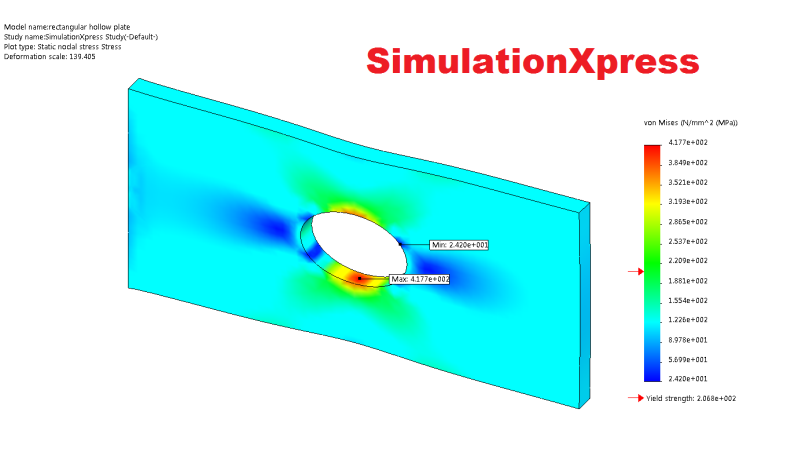 Model name:rectangular hollow plate
Study name:SimulationXpress Study(-Default-)
Plot type: Static nodal stress Stress
Deformation scale: 139.405
SimulationXpress
von Mises (N/mm^2 (MPa))
4.177e+002
3.849e+002
3.521e+002
3.193e+002
2.865e+002
2.537e+002
2.209e+002
1.881e+002
1.554e+002
1.226e+002
8.978e+001
5.699e+001
2.420e+001
Yield strength: 2.068e+002
Min: 2.420e+001
Max: 4.177e+002